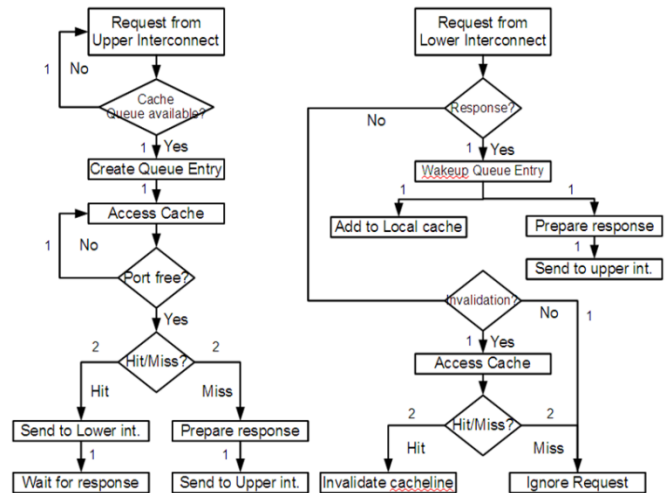 Request from
Upper Interconnect
1
No
Cache
Queue available?
1
Yes
Create Queue Entry
1
Access Cache
1
No
Port free?
Yes
2
Hit/Miss?
2
Hit
Miss
Send to Lower int.
Prepare response
1
1
Wait for response
Send to Upper int.
Request from
Lower Interconnect
Response?
No
1
Yes
Wakeup Queue Entry
1
1
Add to Local cache
Prepare response
1
Send to upper int.
Invalidation?
No
1
1
Yes
Access Cache
2
Hit/Miss?
2
Hit
Miss
Invalidate cacheline
Ignore Request